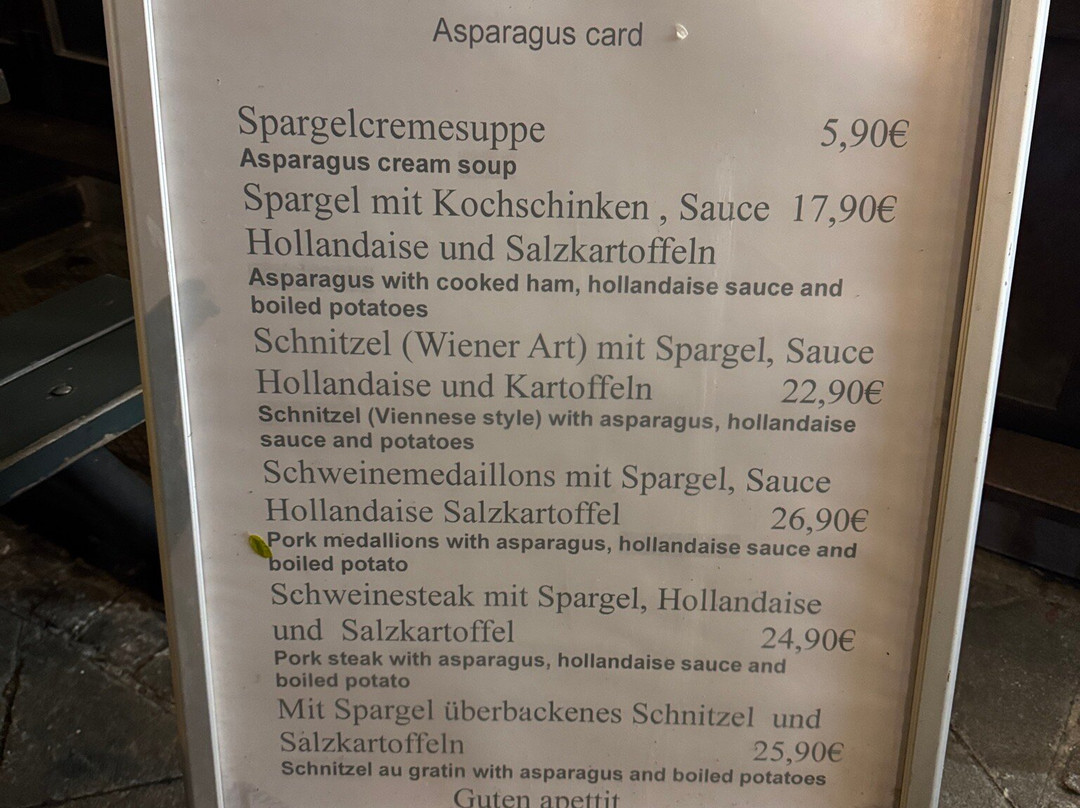 Asparagus card
Spargelcremesuppe 5,90€
Asparagus cream soup
Spargel mit Kochschinken , Sauce 17,90€
Hollandaise und Salzkartoffeln
Asparagus with cooked ham, hollandaise sauce and
boiled potatoes
Schnitzel (Wiener Art) mit Spargel, Sauce
Hollandaise und Kartoffeln 22,90€
Schnitzel (Viennese style) with asparagus, hollandaise
sauce and potatoes
Schweinemedaillons mit Spargel, Sauce
Hollandaise Salzkartoffel 26,90€
Pork medallions with asparagus, hollandaise sauce and
boiled potato
Schweinesteak mit Spargel, Hollandaise
und Salzkartoffel 24,90€
Pork steak with asparagus, hollandaise sauce and
boiled potato
Mit Spargel überbackenes Schnitzel und
Salzkartoffeln 25,90€
Schnitzel au gratin with asparagus and boiled potatoes
Guten apettit